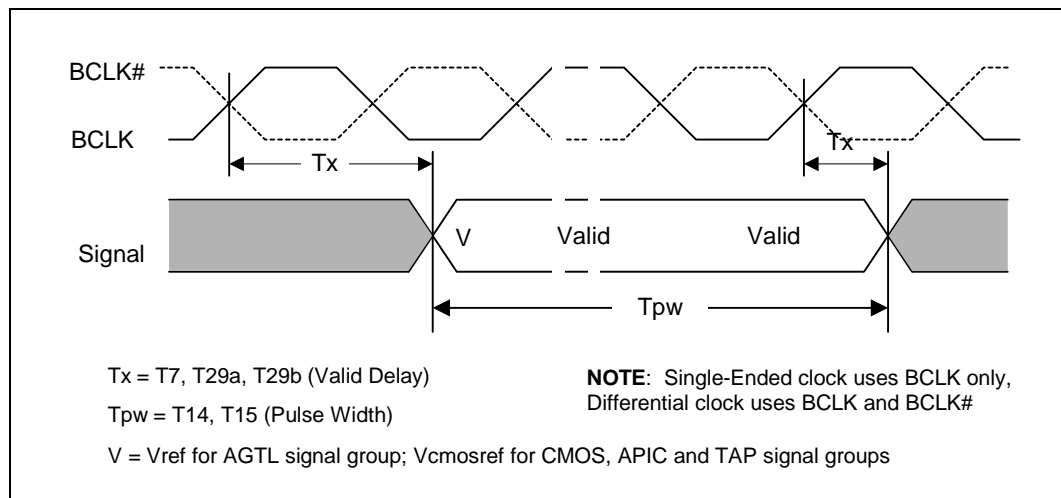 BCLK#
BCLK
Tx
Tx
Signal
V
Valid
Valid
Tpw
Tx = T7, T29a, T29b (Valid Delay)
NOTE: Single-Ended clock uses BCLK only,
Differential clock uses BCLK and BCLK#
Tpw = T14, T15 (Pulse Width)
V = Vref for AGTL signal group; Vcmosref for CMOS, APIC and TAP signal groups